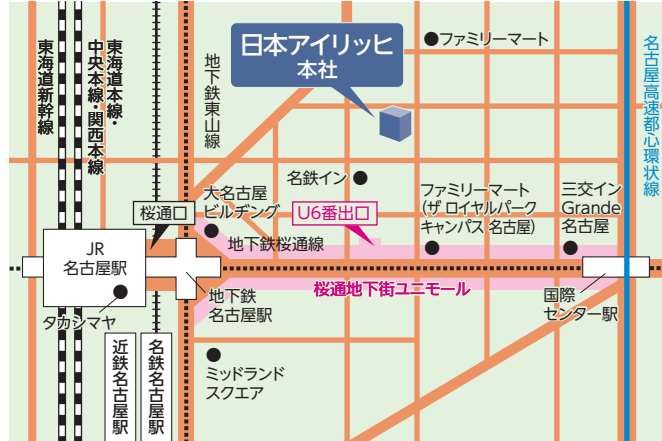 日本アイリッヒ
本社
ファミリーマート
名古屋高速都心環状線
東海道新幹線
東海道本線・
中央本線・関西本線
地下鉄東山線
名鉄イン
大名古屋
ビルヂング
桜通口
U6番出口
ファミリーマート
(ザ ロイヤルパーク
キャンパス 名古屋)
三交イン
Grande
名古屋
地下鉄桜通線
JR
名古屋駅
タカシマヤ
地下鉄
名古屋駅
桜通地下街ユニモール
国際
センター駅
近鉄名古屋駅
名鉄名古屋駅
ミッドランド
スクエア